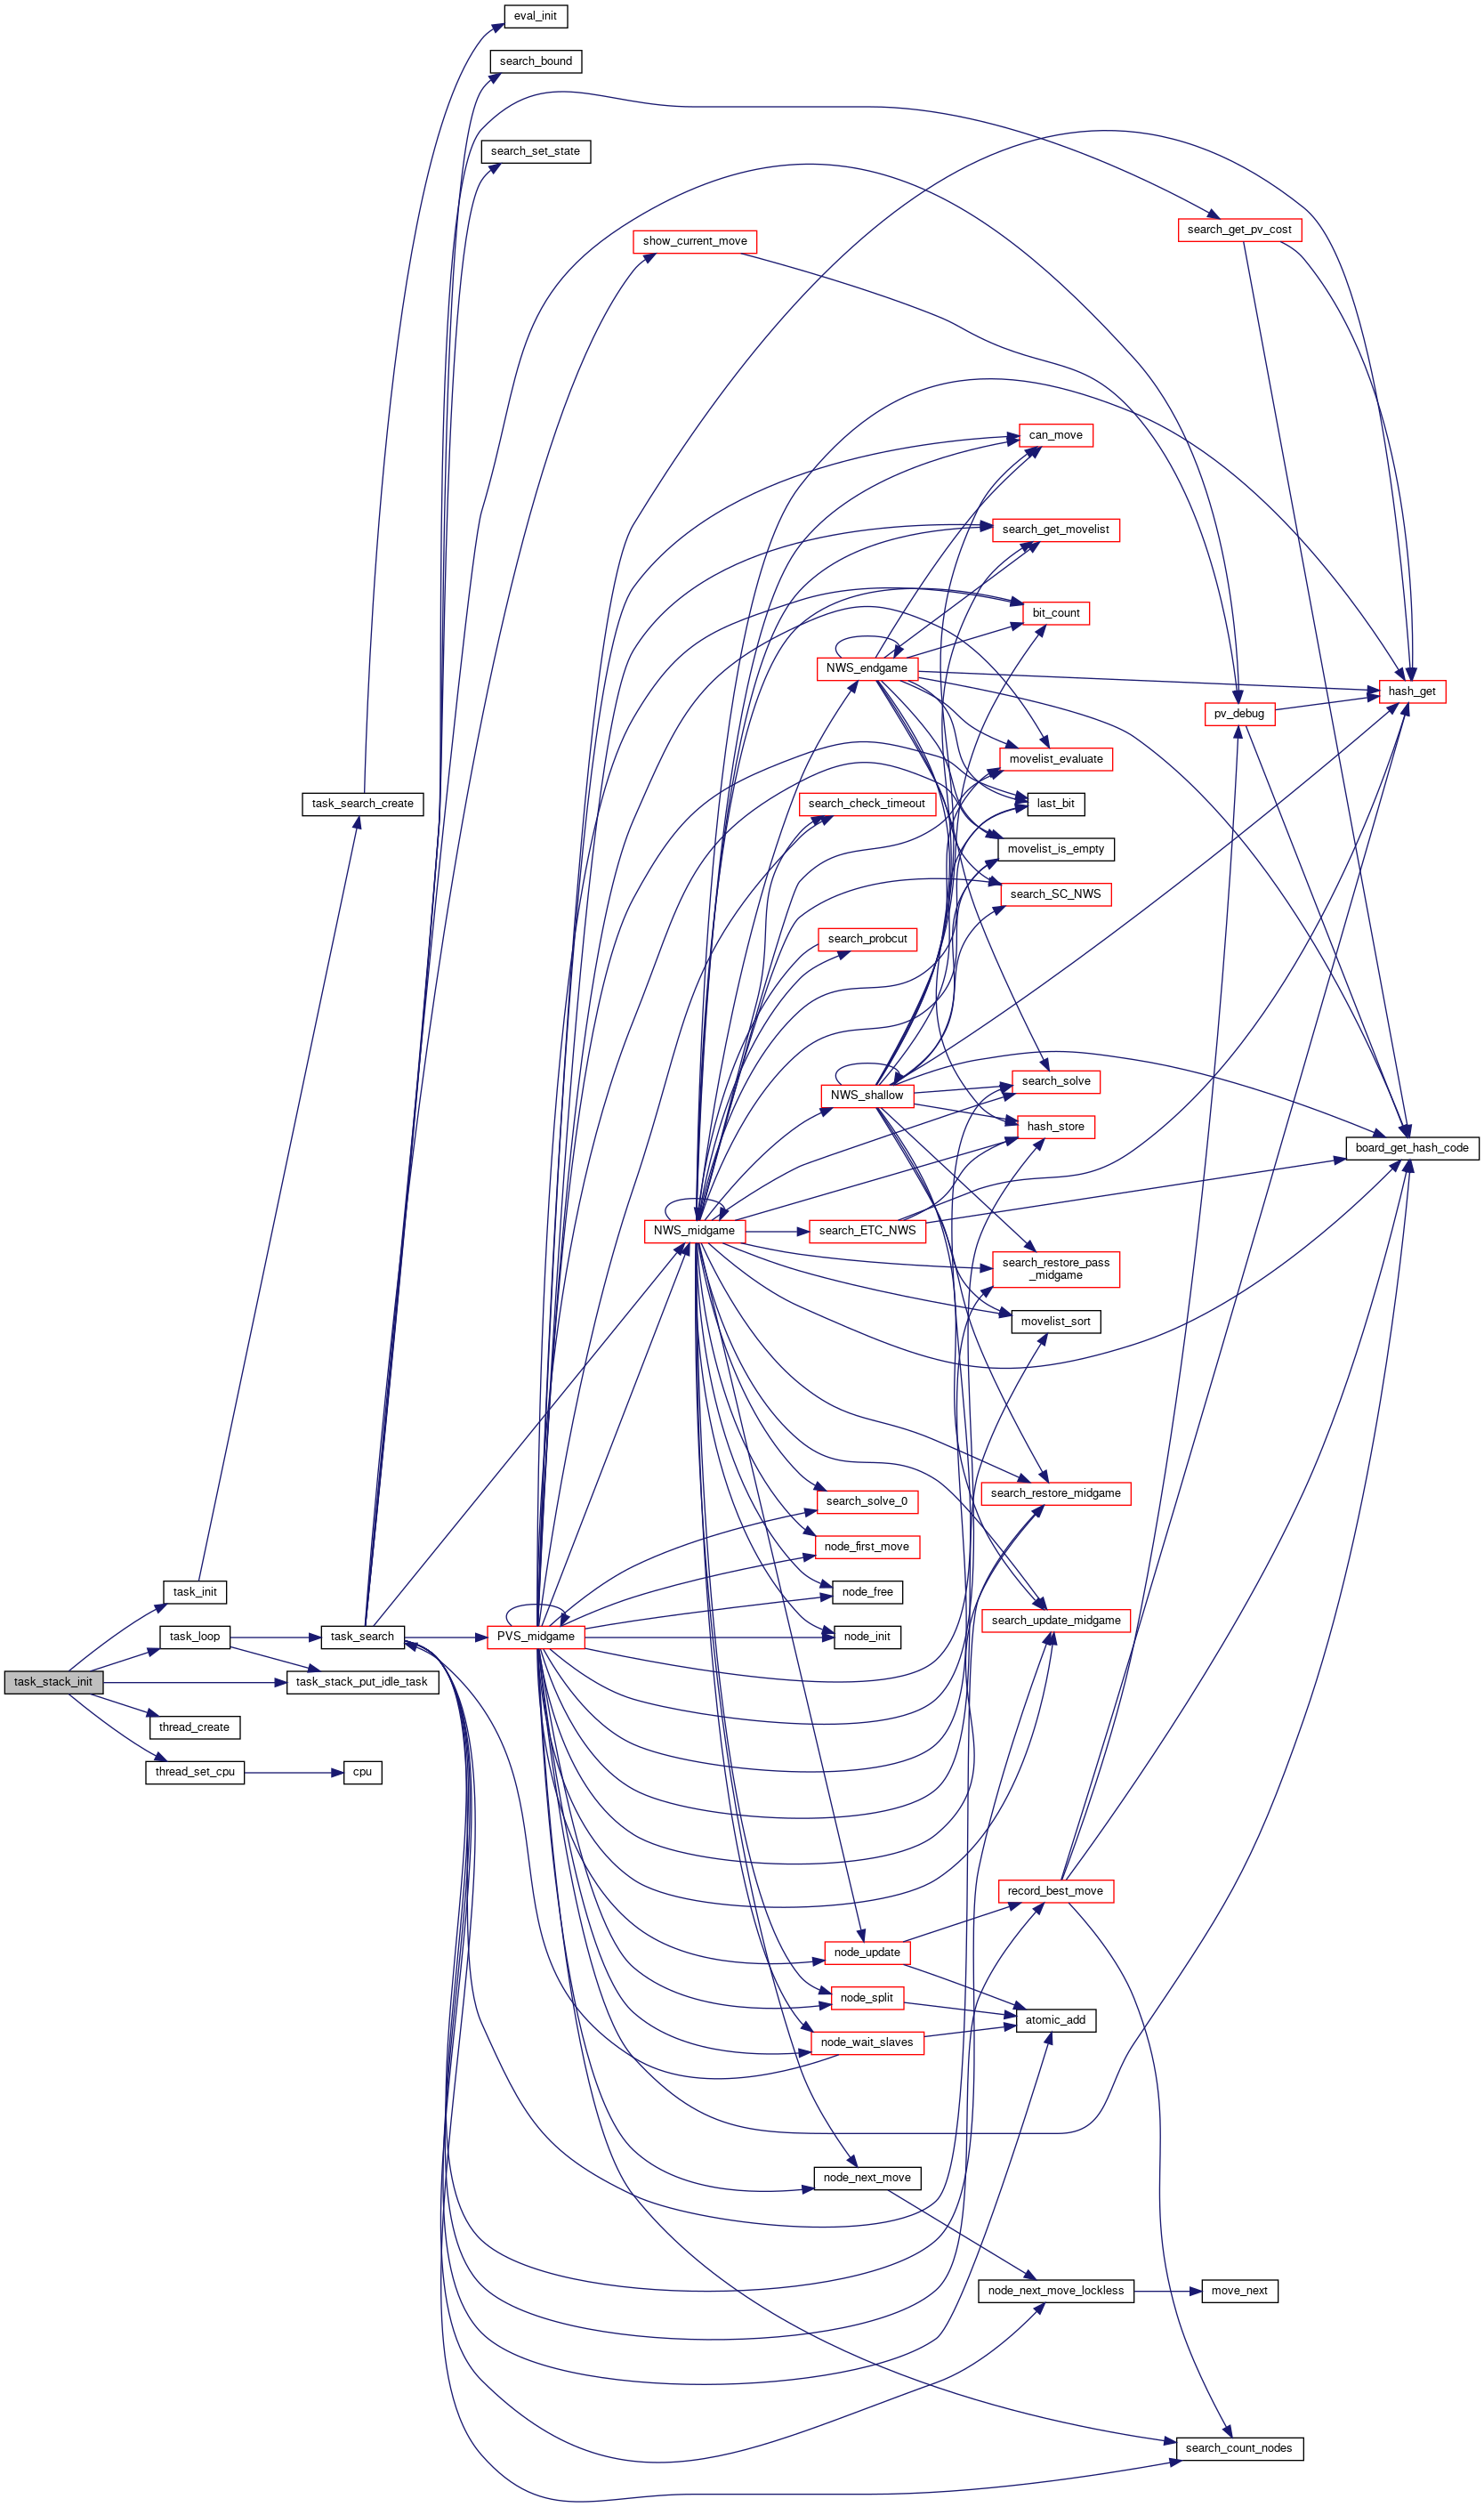 eval_init
search_bound
search_set_state
search_get_pv_cost
show_current_move
can_move
search_get_movelist
bit_count
NWS_endgame
hash_get
pv_debug
movelist_evaluate
task_search_create
search_check_timeout
last_bit
movelist_is_empty
search_SC_NWS
search_probcut
search_solve
NWS_shallow
hash_store
board_get_hash_code
NWS_midgame
search_ETC_NWS
search_restore_pass
_midgame
movelist_sort
search_restore_midgame
search_solve_0
node_first_move
task_init
node_free
search_update_midgame
task_loop
task_search
PVS_midgame
node_init
task_stack_init
task_stack_put_idle_task
thread_create
thread_set_cpu
cpu
record_best_move
node_update
node_split
atomic_add
node_wait_slaves
node_next_move
node_next_move_lockless
move_next
search_count_nodes